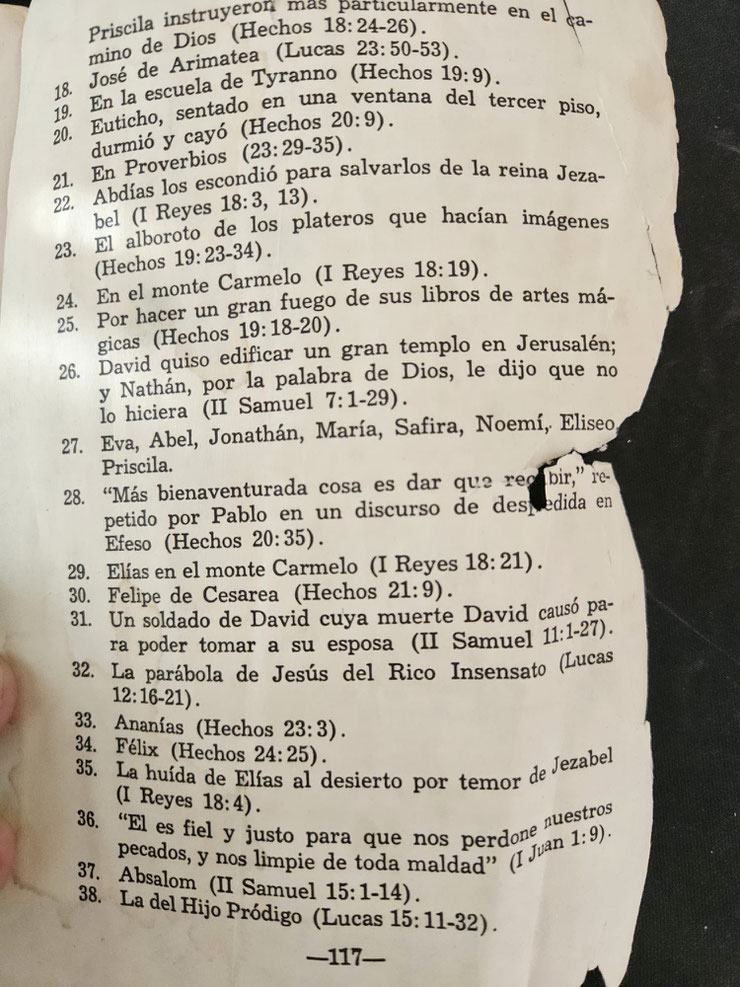 Priscila instruyeron más particularmente en el ca-
mino de Dios (Hechos 18:24-26).
18. José de Arimatea (Lucas 23:50-53).
19. En la escuela de Tyranno (Hechos 19:9).
20. Euticho, sentado en una ventana del tercer piso,
durmió y cayó (Hechos 20:9).
21. En Proverbios (23:29-35).
22. Abdías los escondió para salvarlos de la reina Jeza-
bel (I Reyes 18:3, 13).
23. El alboroto de los plateros que hacían imágenes
(Hechos 19:23-34).
24. En el monte Carmelo (I Reyes 18:19).
25. Por hacer un gran fuego de sus libros de artes má-
gicas (Hechos 19:18-20).
26. David quiso edificar un gran templo en Jerusalén;
y Nathán, por la palabra de Dios, le dijo que no
lo hiciera (II Samuel 7:1-29).
27. Eva, Abel, Jonathán, María, Safira, Noemí, Eliseo,
Priscila.
28. “Más bienaventurada cosa es dar que recibir,” re-
petido por Pablo en un discurso de despedida en
Efeso (Hechos 20:35).
29. Elías en el monte Carmelo (I Reyes 18:21).
30. Felipe de Cesarea (Hechos 21:9).
31. Un soldado de David cuya muerte David causó pa-
ra poder tomar a su esposa (II Samuel 11:1-27).
32. La parábola de Jesús del Rico Insensato (Lucas
12:16-21).
33. Ananías (Hechos 23:3).
34. Félix (Hechos 24:25).
35. La huída de Elías al desierto por temor de Jezabel
(I Reyes 18:4).
36. “El es fiel y justo para que nos perdone nuestros
pecados, y nos limpie de toda maldad” (I Juan 1:9).
37. Absalom (II Samuel 15:1-14).
38. La del Hijo Pródigo (Lucas 15:11-32).
—117—